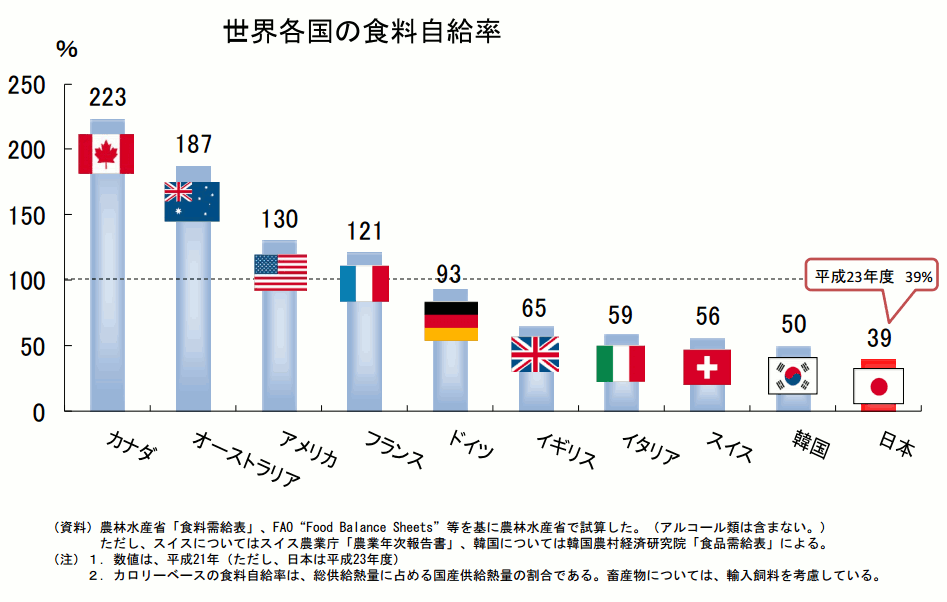 世界各国の食料自給率
%
250
200
150
100
50
0
223
187
130
121
93
65
59
56
50
39
平成23年度 39%
カナダ
オーストラリア
アメリカ
フランス
ドイツ
イギリス
イタリア
スイス
韓国
日本
（資料）農林水産省「食料需給表」、FAO“Food Balance Sheets”等を基に農林水産省で試算した。（アルコール類は含まない。）
ただし、スイスについてはスイス農業庁「農業年次報告書」、韓国については韓国農村経済研究院「食品需給表」による。
（注）１．数値は、平成21年（ただし、日本は平成23年度）
２．カロリーベースの食料自給率は、総供給熱量に占める国産供給熱量の割合である。畜産物については、輸入飼料を考慮している。